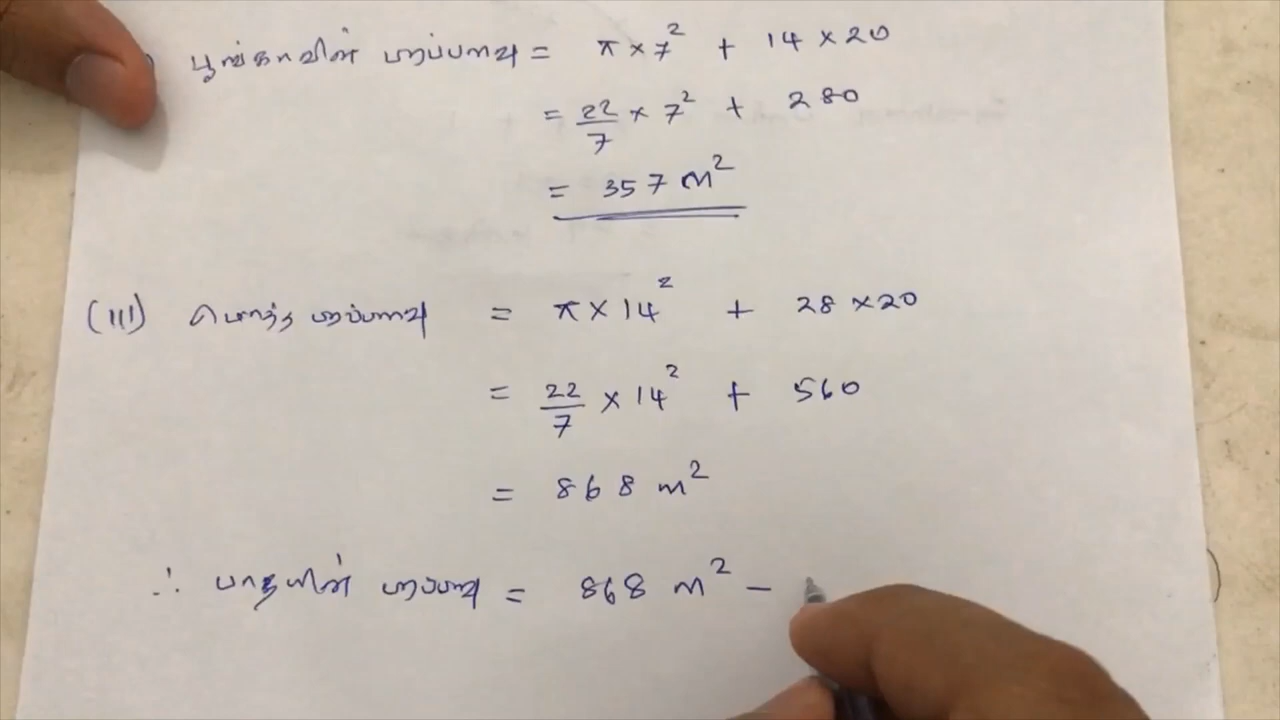 பூங்காவின் பரப்பளவு = π × 7² + 14 × 20
= 22/7 × 7² + 280
= 357 m²
(III) மொத்த பரப்பளவு = π × 14² + 28 × 20
= 22/7 × 14² + 560
= 868 m²
∴ பாதையின் பரப்பளவு = 868 m² −